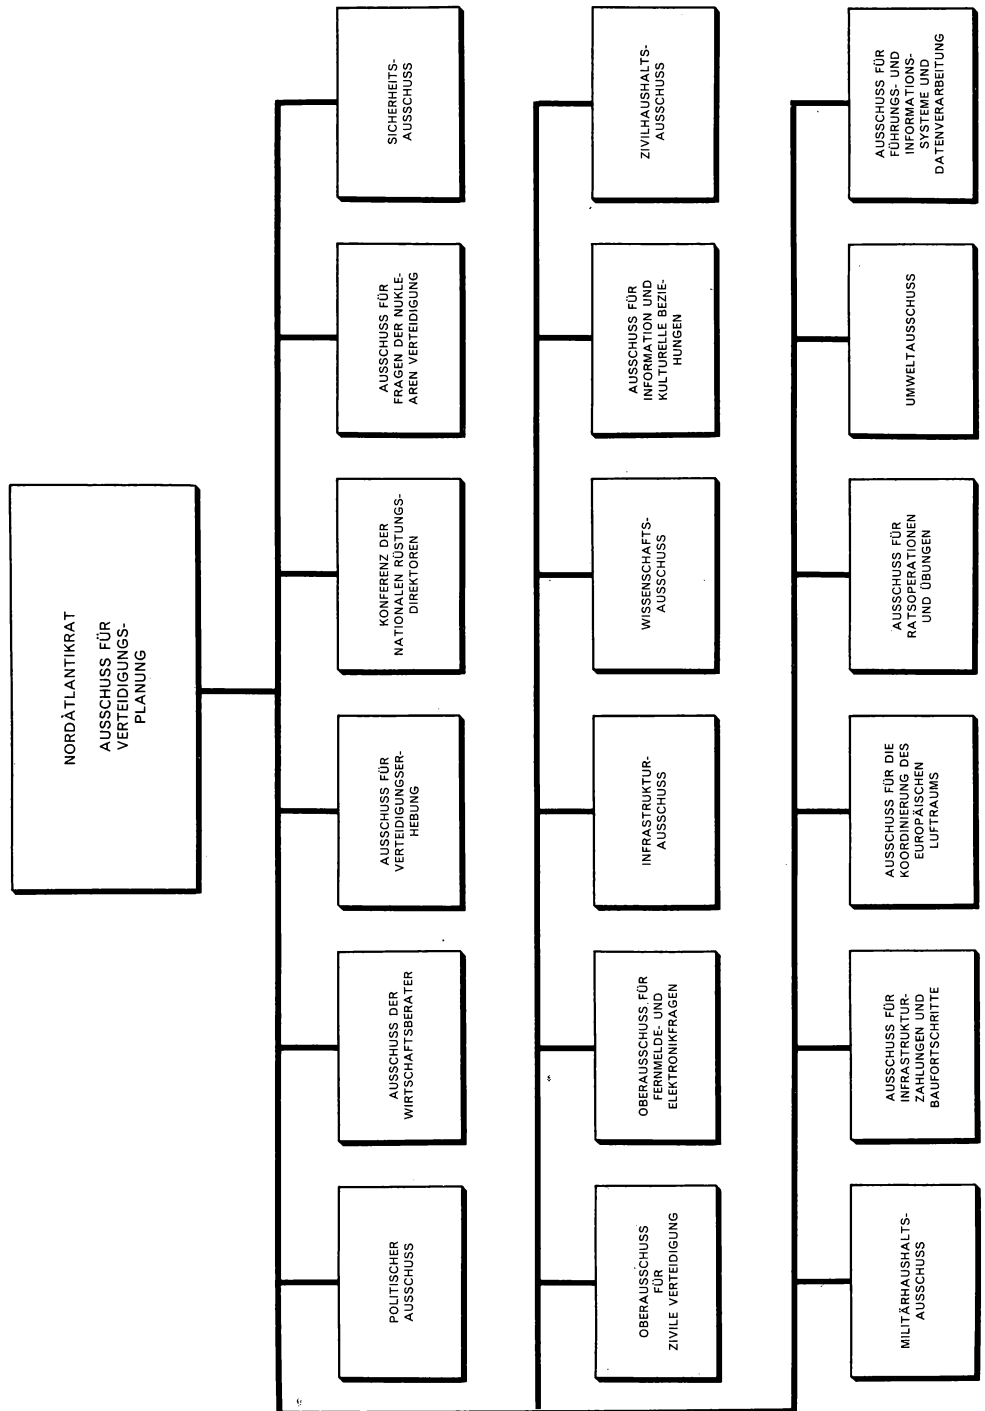 NORDÀTLANTIKRAT
AUSSCHUSS FÜR
VERTEIDIGUNGS-
PLANUNG
POLITISCHER
AUSSCHUSS
AUSSCHUSS DER
WIRTSCHAFTSBERATER
AUSSCHUSS FÜR
VERTEIDIGUNGSER-
HEBUNG
KONFERENZ DER
NATIONALEN RÜSTUNGS-
DIREKTOREN
AUSSCHUSS FÜR
FRAGEN DER NUKLE-
AREN VERTEIDIGUNG
SICHERHEITS-
AUSSCHUSS
OBERAUSSCHUSS
FÜR
ZIVILE VERTEIDIGUNG
OBERAUSSCHUSS FÜR
FERNMELDE- UND
ELEKTRONIKFRAGEN
INFRASTRUKTUR-
AUSSCHUSS
WISSENSCHAFTS-
AUSSCHUSS
AUSSCHUSS FÜR
INFORMATION UND
KULTURELLE BEZIE-
HUNGEN
ZIVILHAUSHALTS-
AUSSCHUSS
MILITÄRHAUSHALTS-
AUSSCHUSS
AUSSCHUSS FÜR
INFRASTRUKTUR-
ZAHLUNGEN UND
BAUFORTSCHRITTE
AUSSCHUSS FÜR DIE
KOORDINIERUNG DES
EUROPÄISCHEN
LUFTRAUMS
AUSSCHUSS FÜR
RATSOPERATIONEN
UND ÜBUNGEN
UMWELTAUSSCHUSS
AUSSCHUSS FÜR
FÜHRUNGS- UND
INFORMATIONS-
SYSTEME UND
DATENVERARBEITUNG